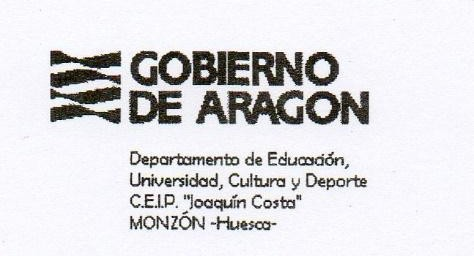 GOBIERNO
DE ARAGON
Departamento de Educación,
Universidad, Cultura y Deporte
C.E.I.P. "Joaquín Costa"
MONZÓN -Huesca-